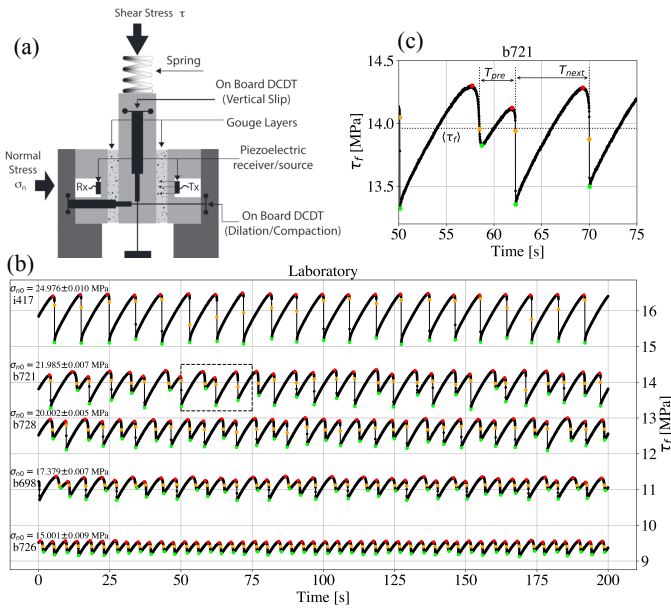 (a)
Shear Stress τ
Spring
On Board DCDT
(Vertical Slip)
Gouge Layers
Normal
Stress
σn
Piezoelectric
receiver/source
Rx
Tx
On Board DCDT
(Dilation/Compaction)
(c)
b721
Tpre
Tnext
⟨τf⟩
14.5
14.0
13.5
τf [MPa]
50 55 60 65 70 75
Time [s]
(b)
Laboratory
σn0 = 24.976±0.010 MPa
i417
σn0 = 21.985±0.007 MPa
b721
σn0 = 20.002±0.005 MPa
b728
σn0 = 17.379±0.007 MPa
b698
σn0 = 15.001±0.009 MPa
b726
16
15
14
13
12
11
10
9
τf [MPa]
0 25 50 75 100 125 150 175 200
Time [s]